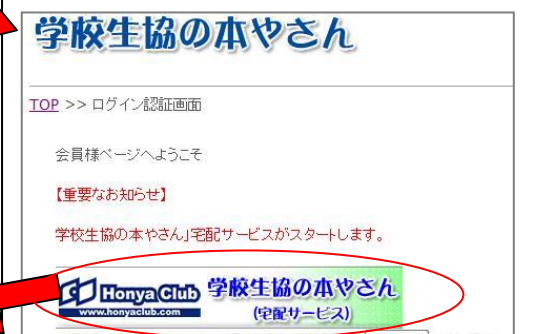 学校生協の本やさん
TOP >> ログイン認証画面
会員様ページへようこそ
【重要なお知らせ】
学校生協の本やさん」宅配サービスがスタートします。
Honya Club 学校生協の本やさん
www.honyaclub.com (宅配サービス)